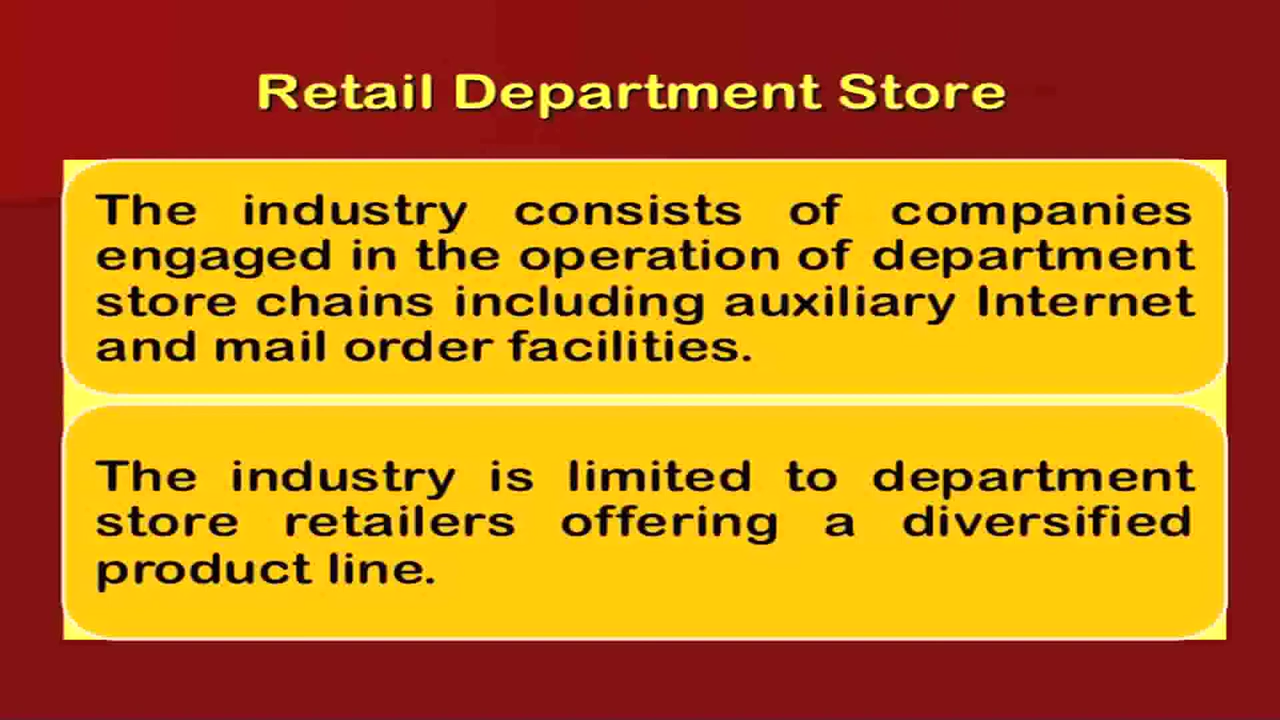 Retail Department Store
The industry consists of companies
engaged in the operation of department
store chains including auxiliary Internet
and mail order facilities.
The industry is limited to department
store retailers offering a diversified
product line.